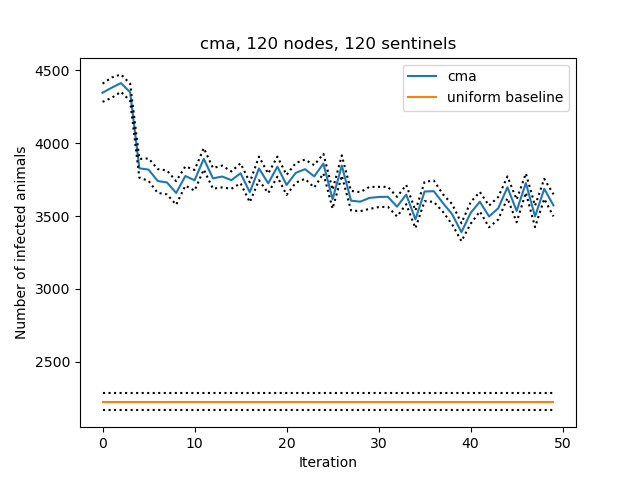 cma, 120 nodes, 120 sentinels
cma
uniform baseline
4500
4000
3500
3000
2500
Number of infected animals
0 10 20 30 40 50
Iteration